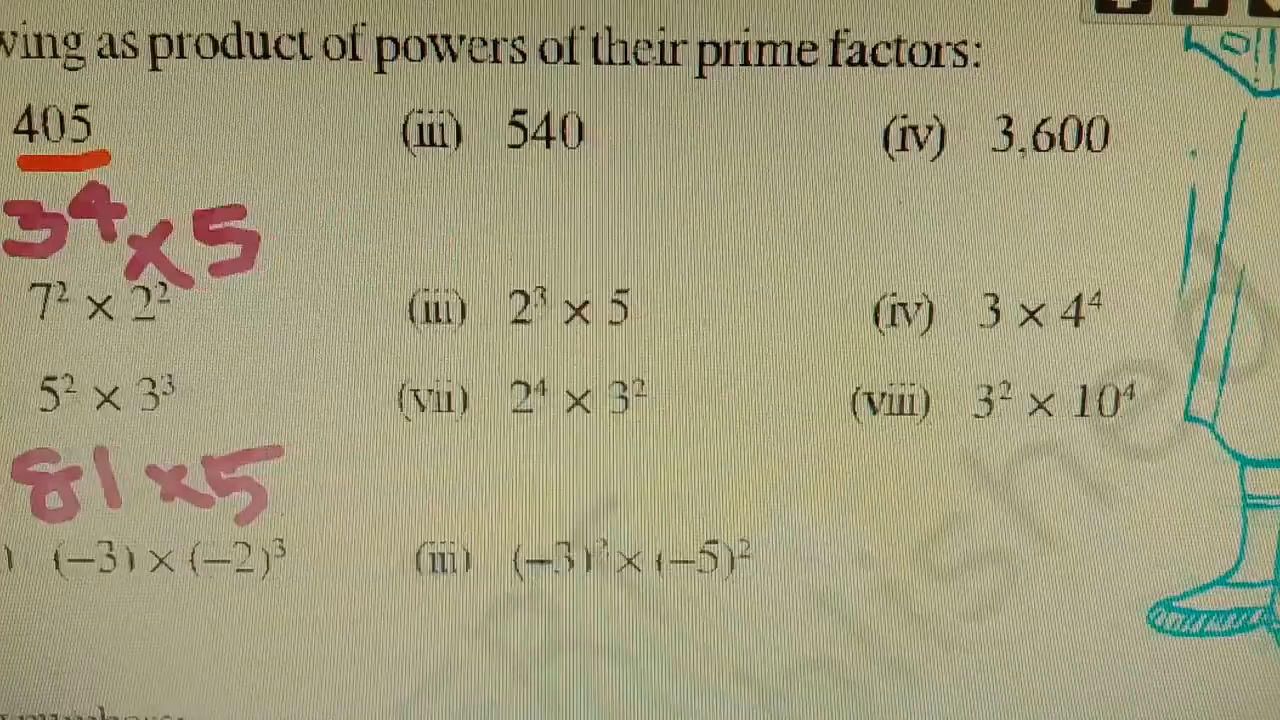 ving as product of powers of their prime factors:
405 (iii) 540 (iv) 3,600
3⁴ × 5
7² × 2² (iii) 2³ × 5 (iv) 3 × 4⁴
5² × 3³ (vii) 2⁴ × 3² (viii) 3² × 10⁴
81 × 5
) (−3) × (−2)³ (iii) (−3)² × (−5)²